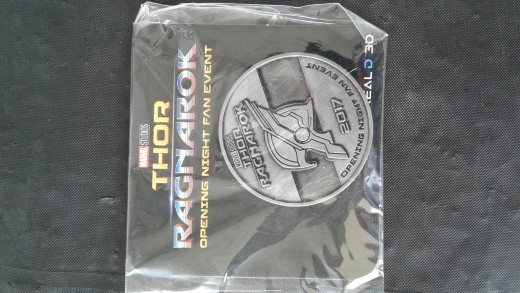 MARVEL STUDIOS
THOR
RAGNAROK
OPENING NIGHT FAN EVENT
THOR
RAGNAROK
2017
OPENING NIGHT FAN EVENT
REAL D 3D